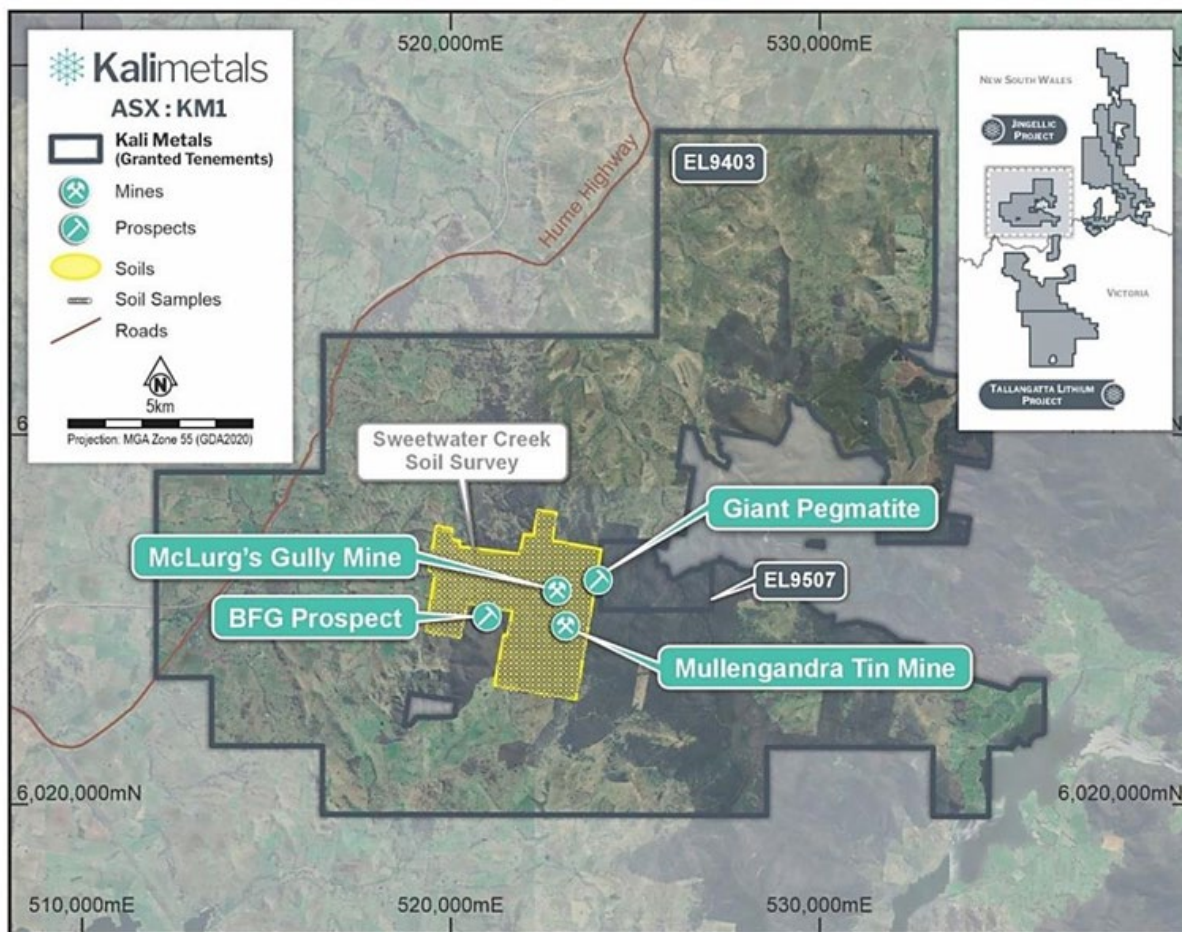 520,000mE
530,000mE
Kalimetals
ASX : KM1
Kali Metals
(Granted Tenements)
Mines
Prospects
Soils
Soil Samples
Roads
N
5km
Projection: MGA Zone 55 (GDA2020)
Hume Highway
EL9403
NEW SOUTH WALES
JINGELLIC
PROJECT
VICTORIA
TALLANGATTA LITHIUM
PROJECT
Sweetwater Creek
Soil Survey
Giant Pegmatite
McLurg's Gully Mine
EL9507
BFG Prospect
Mullengandra Tin Mine
6,020,000mN
6,020,000mN
510,000mE
520,000mE
530,000mE